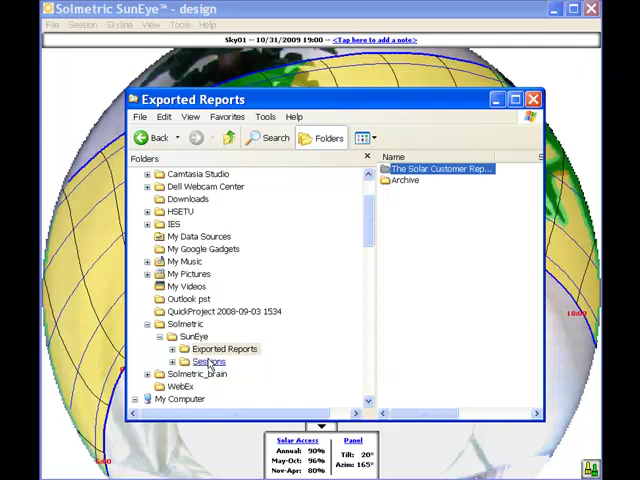 Solmetric SunEye™ - design
File Session Skyline View Tools Help
Sky01 -- 10/31/2009 19:00 -- <Tap here to add a note>
Exported Reports
File Edit View Favorites Tools Help
Back Search Folders
Folders
Name
S
Camtasia Studio
Dell Webcam Center
Downloads
HSETU
IES
My Data Sources
My Google Gadgets
My Music
My Pictures
My Videos
Outlook pst
QuickProject 2008-09-03 1534
Solmetric
SunEye
Exported Reports
Sessions
Solmetric_brain
WebEx
My Computer
The Solar Customer Rep...
Archive
18:00
6:00
Solar Access
Annual: 90%
May-Oct: 96%
Nov-Apr: 80%
Panel
Tilt: 20°
Azim: 165°